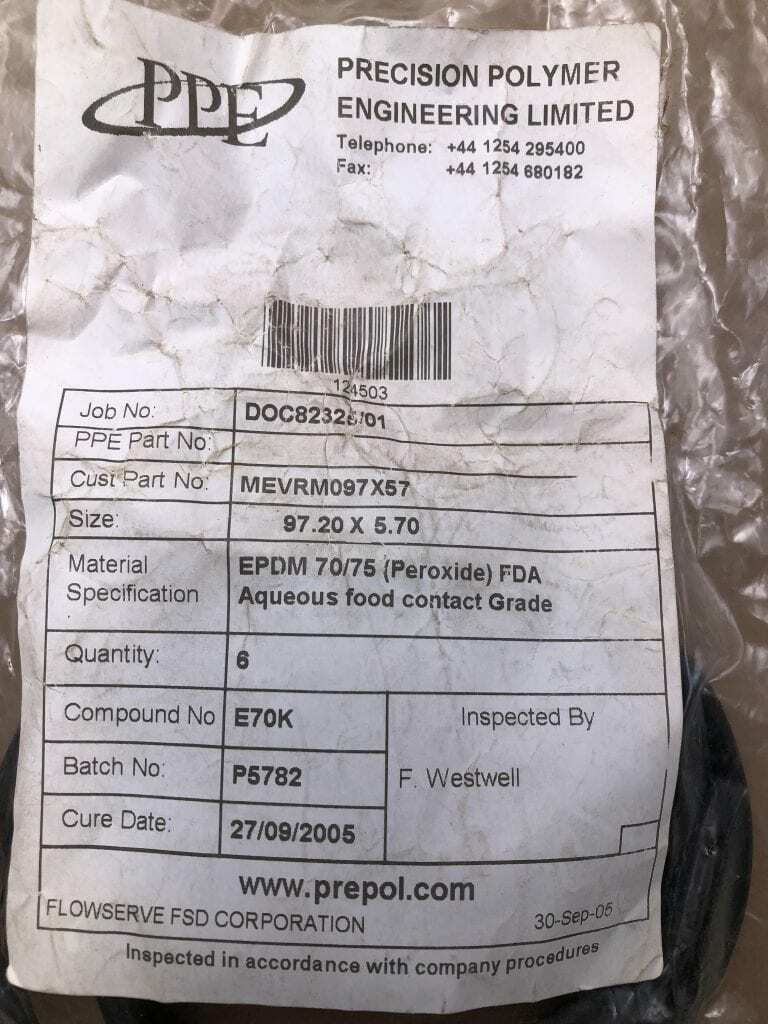 PPE
PRECISION POLYMER
ENGINEERING LIMITED
Telephone: +44 1254 295400
Fax: +44 1254 680182
124503
Job No:
PPE Part No:
Cust Part No: MEVRM097X57
Size: 97.20 X 5.70
Material Specification
EPDM 70/75 (Peroxide) FDA
Aqueous food contact Grade
Quantity: 6
Compound No E70K
Inspected By
Batch No: P5782
F. Westwell
Cure Date: 27/09/2005
www.prepol.com
FLOWSERVE FSD CORPORATION 30-Sep-05
Inspected in accordance with company procedures